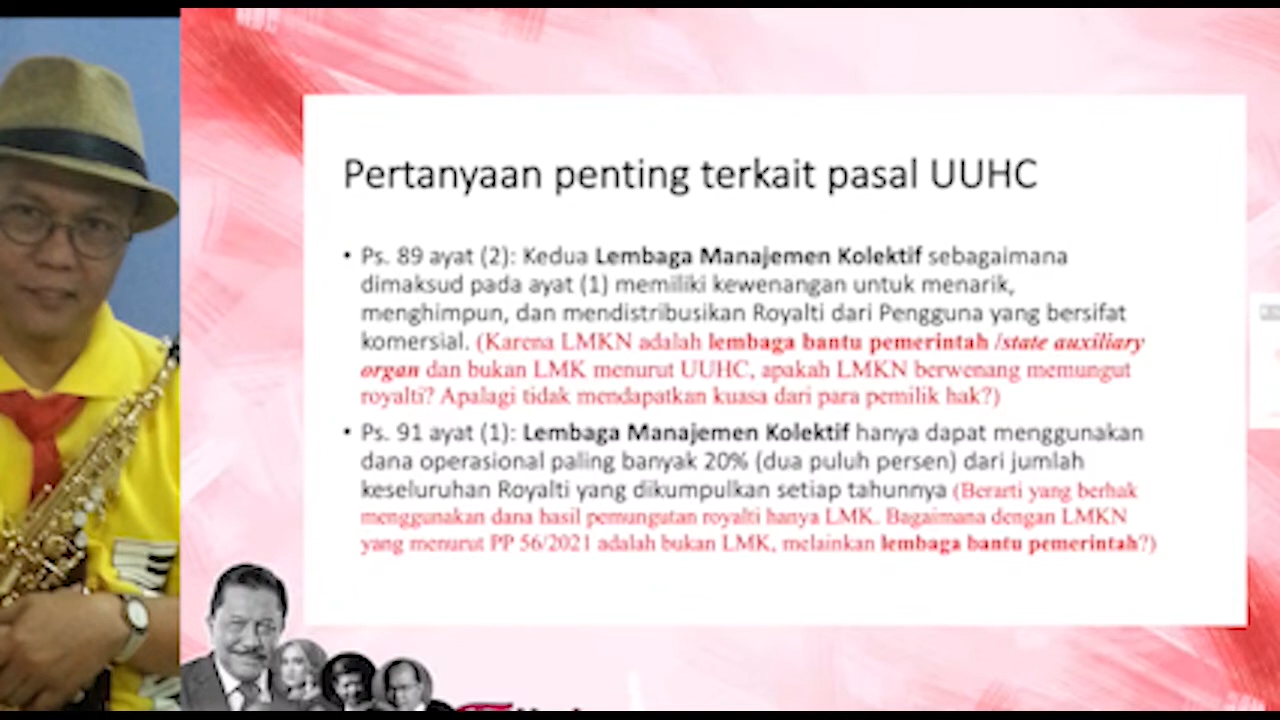 Pertanyaan penting terkait pasal UUHC
• Ps. 89 ayat (2): Kedua Lembaga Manajemen Kolektif sebagaimana
dimaksud pada ayat (1) memiliki kewenangan untuk menarik,
menghimpun, dan mendistribusikan Royalti dari Pengguna yang bersifat
komersial. (Karena LMKN adalah lembaga bantu pemerintah /state auxiliary
organ dan bukan LMK menurut UUHC, apakah LMKN berwenang memungut
royalti? Apalagi tidak mendapatkan kuasa dari para pemilik hak?)
• Ps. 91 ayat (1): Lembaga Manajemen Kolektif hanya dapat menggunakan
dana operasional paling banyak 20% (dua puluh persen) dari jumlah
keseluruhan Royalti yang dikumpulkan setiap tahunnya (Berarti yang berhak
menggunakan dana hasil pemungutan royalti hanya LMK. Bagaimana dengan LMKN
yang menurut PP 56/2021 adalah bukan LMK, melainkan lembaga bantu pemerintah?)